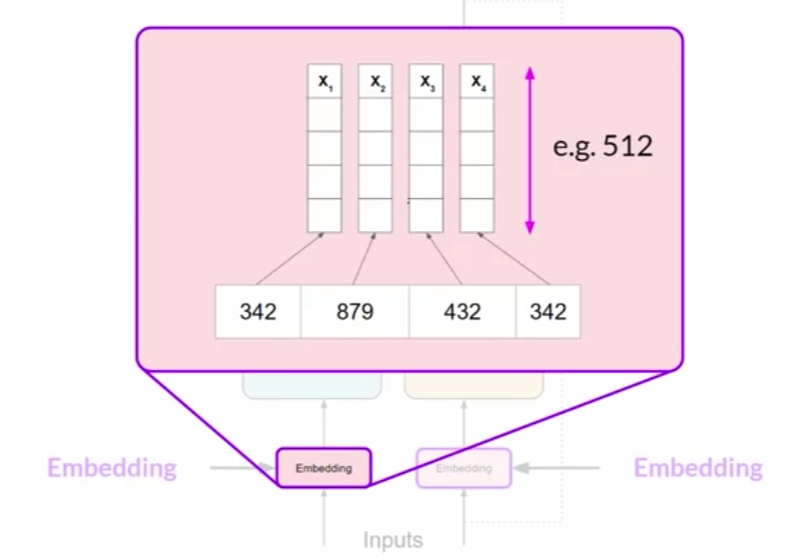 X₁ X₂ X₃ X₄
e.g. 512
342 879 432 342
Embedding Embedding Embedding Embedding
Inputs